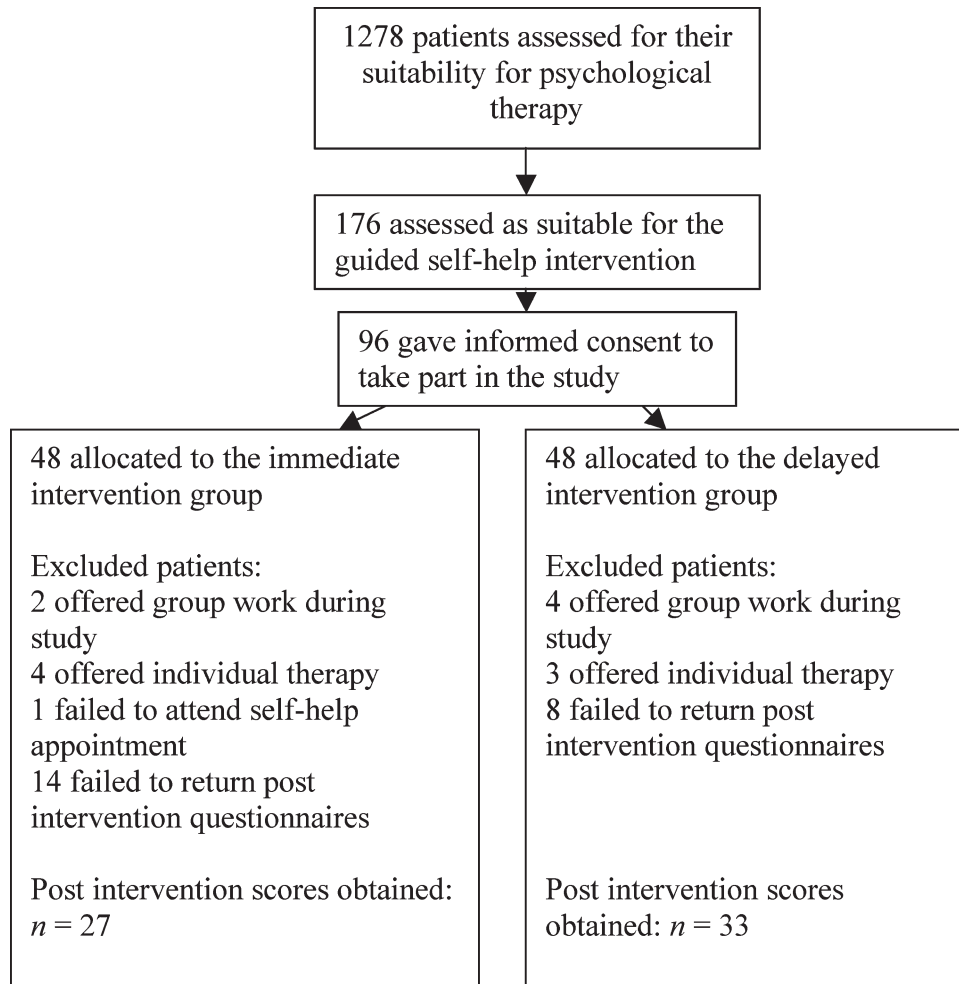 1278 patients assessed for their
suitability for psychological
therapy
176 assessed as suitable for the
guided self-help intervention
96 gave informed consent to
take part in the study
48 allocated to the immediate
intervention group
Excluded patients:
2 offered group work during
study
4 offered individual therapy
1 failed to attend self-help
appointment
14 failed to return post
intervention questionnaires
Post intervention scores obtained:
n = 27
48 allocated to the delayed
intervention group
Excluded patients:
4 offered group work during
study
3 offered individual therapy
8 failed to return post
intervention questionnaires
Post intervention scores
obtained: n = 33